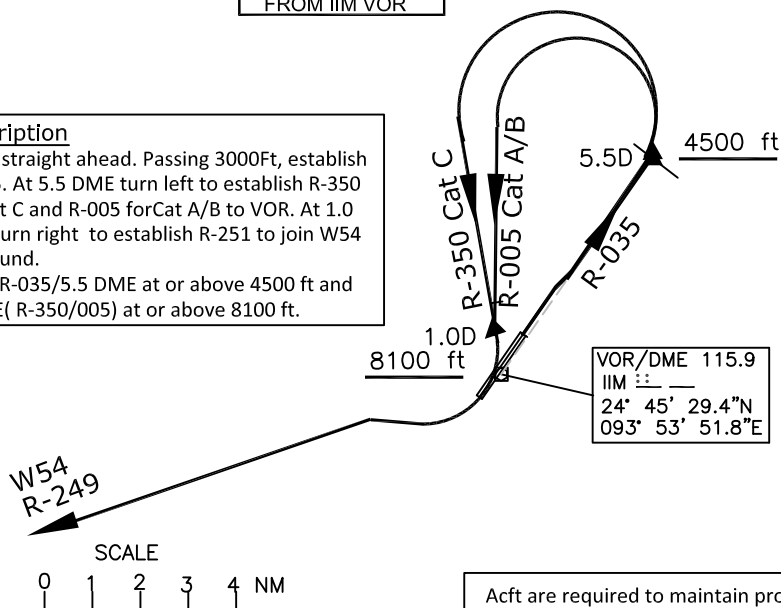 FROM IIM VOR
ription
straight ahead. Passing 3000Ft, establish
. At 5.5 DME turn left to establish R-350
t C and R-005 forCat A/B to VOR. At 1.0
urn right to establish R-251 to join W54
und.
R-035/5.5 DME at or above 4500 ft and
E( R-350/005) at or above 8100 ft.
4500 ft
5.5D
R-350 Cat C
R-005 Cat A/B
R-035
1.0D
8100 ft
VOR/DME 115.9
IIM
24° 45' 29.4"N
093° 53' 51.8"E
W54
R-249
SCALE
0 1 2 3 4 NM
Acft are required to maintain pro